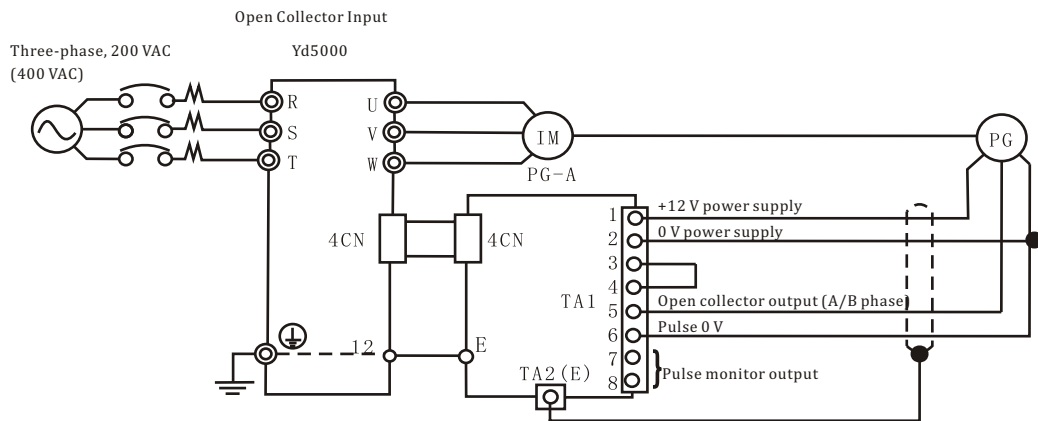 Open Collector Input
Three-phase, 200 VAC
(400 VAC)
Yd5000
R
S
T
U
V
W
IM
PG
PG-A
4CN
4CN
TA1
1
2
3
4
5
6
7
8
+12 V power supply
0 V power supply
Open collector output (A/B phase)
Pulse 0 V
Pulse monitor output
12
E
TA2(E)